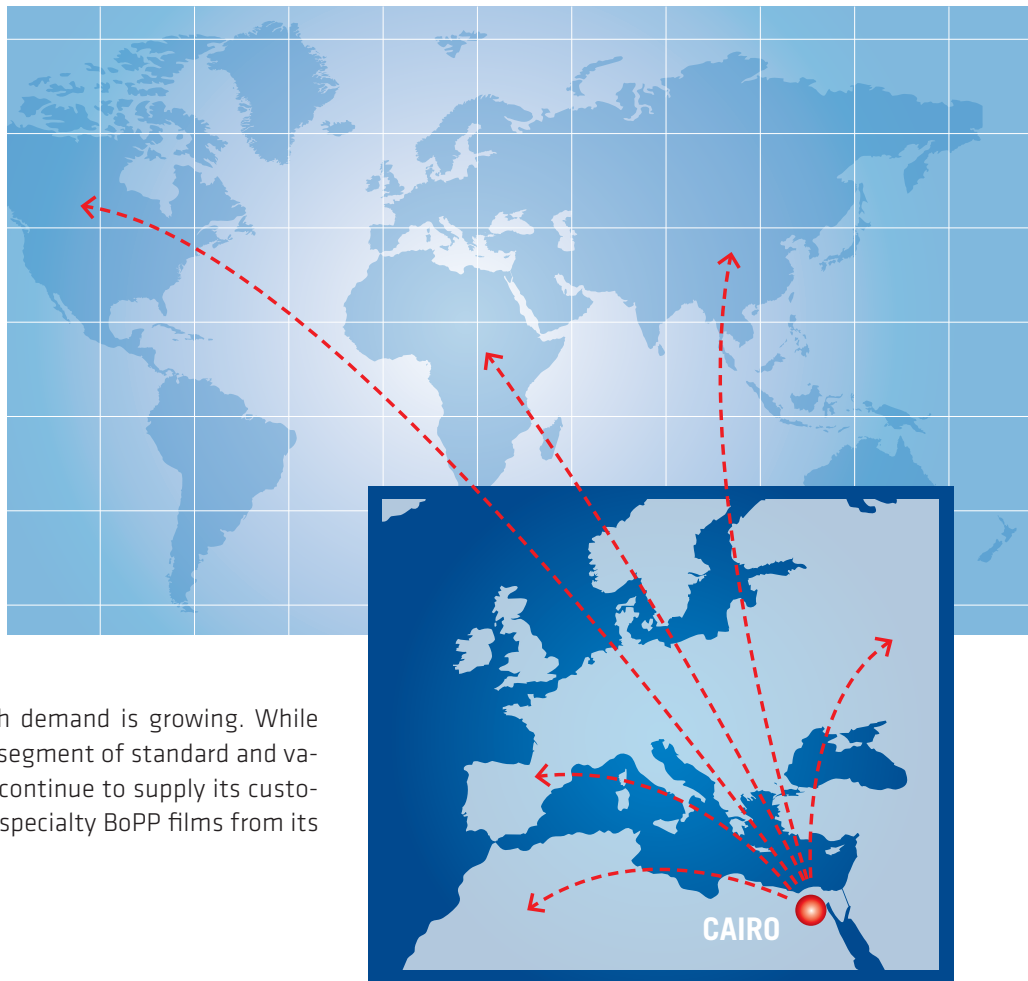 h demand is growing. While
segment of standard and va-
continue to supply its custo-
specialty BoPP films from its
CAIRO